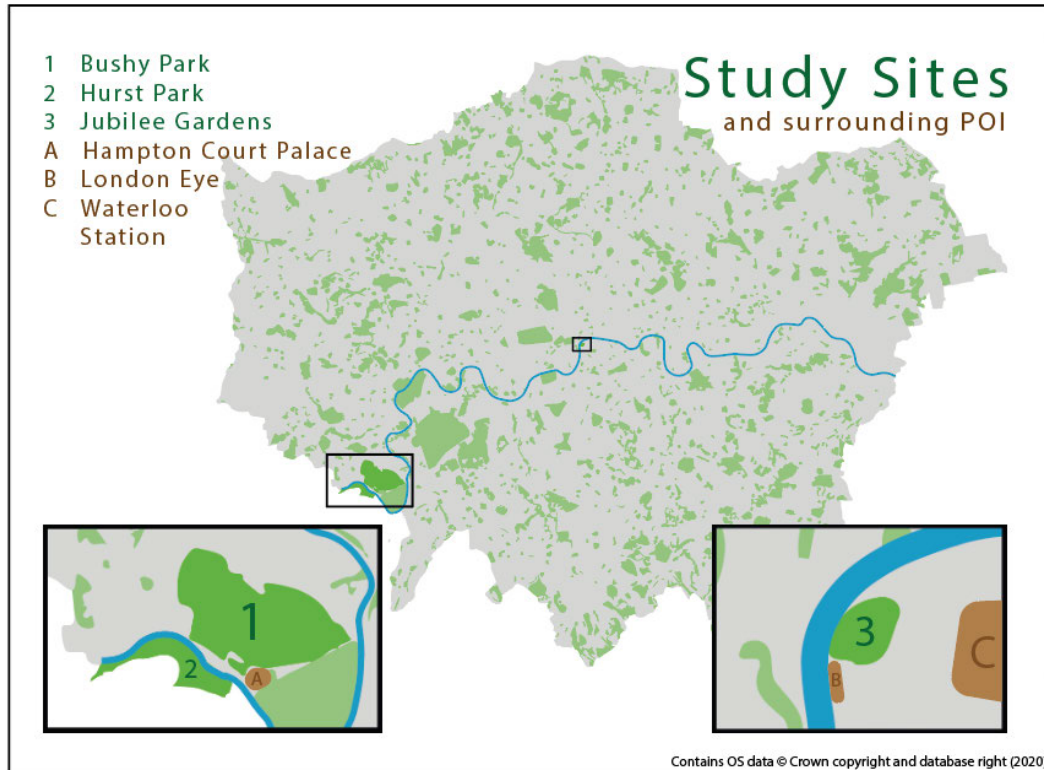 Study Sites
and surrounding POI
1 Bushy Park
2 Hurst Park
3 Jubilee Gardens
A Hampton Court Palace
B London Eye
C Waterloo
Station
1
2
A
3
B
C
Contains OS data © Crown copyright and database right (2020)